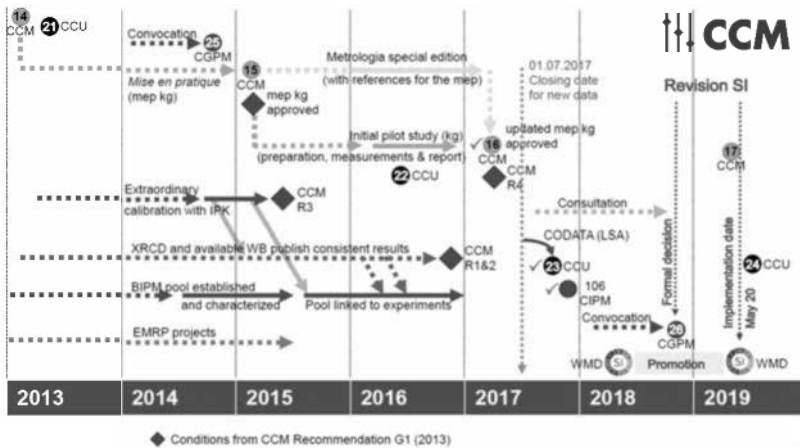 14
CCM
21 CCU
Convocation
25
CGPM
CCM
Revision SI
Mise en pratique
(mep kg)
15
CCM
mep kg
approved
Metrologia special edition
(with references for the mep)
01.07.2017
Closing date
for new data
Initial pilot study (kg)
(preparation, measurements & report)
22 CCU
16
CCM
updated mep kg
approved
CCM
R4
17
CCM
Extraordinary
calibration with IPK
CCM
R3
Consultation
XRCD and available WB publish consistent results
CCM
R1&2
CODATA (LSA)
23 CCU
24 CCU
BIPM pool established
and characterized
Pool linked to experiments
106
CIPM
Formal decision
Implementation date
May 20
Convocation
26
CGPM
EMRP projects
WMD SI
Promotion
SI WMD
2013 2014 2015 2016 2017 2018 2019
Conditions from CCM Recommendation G1 (2013)